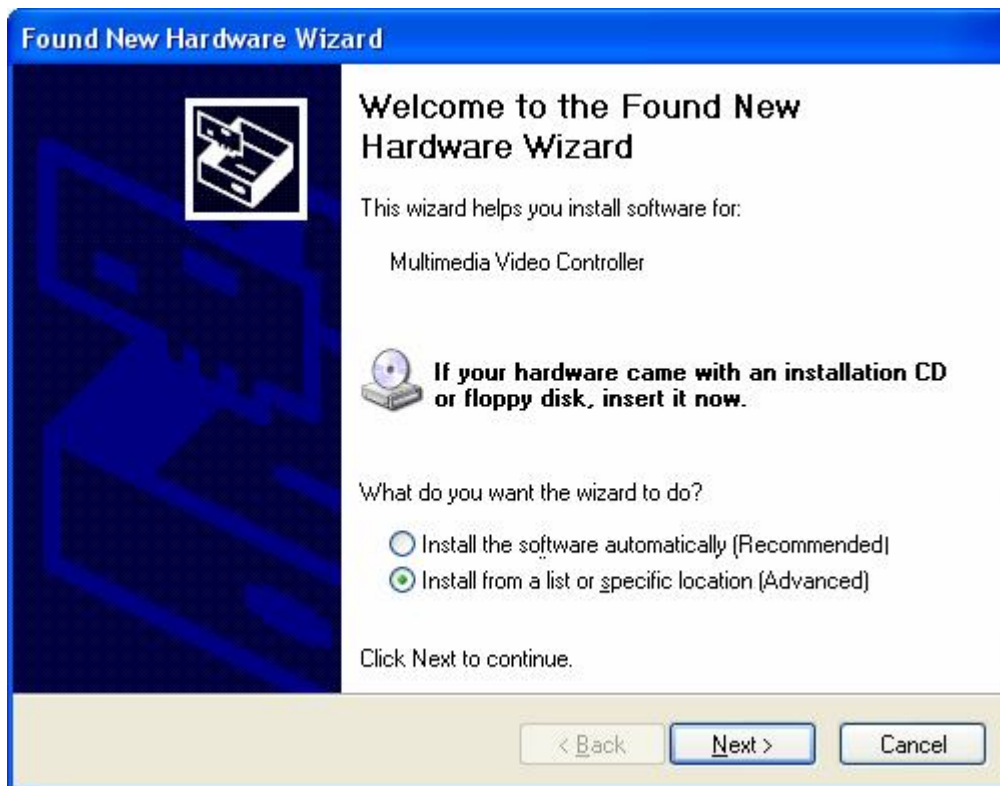 Found New Hardware Wizard
Welcome to the Found New
Hardware Wizard
This wizard helps you install software for:
Multimedia Video Controller
If your hardware came with an installation CD
or floppy disk, insert it now.
What do you want the wizard to do?
Install the software automatically (Recommended)
Install from a list or specific location (Advanced)
Click Next to continue.
< Back Next > Cancel